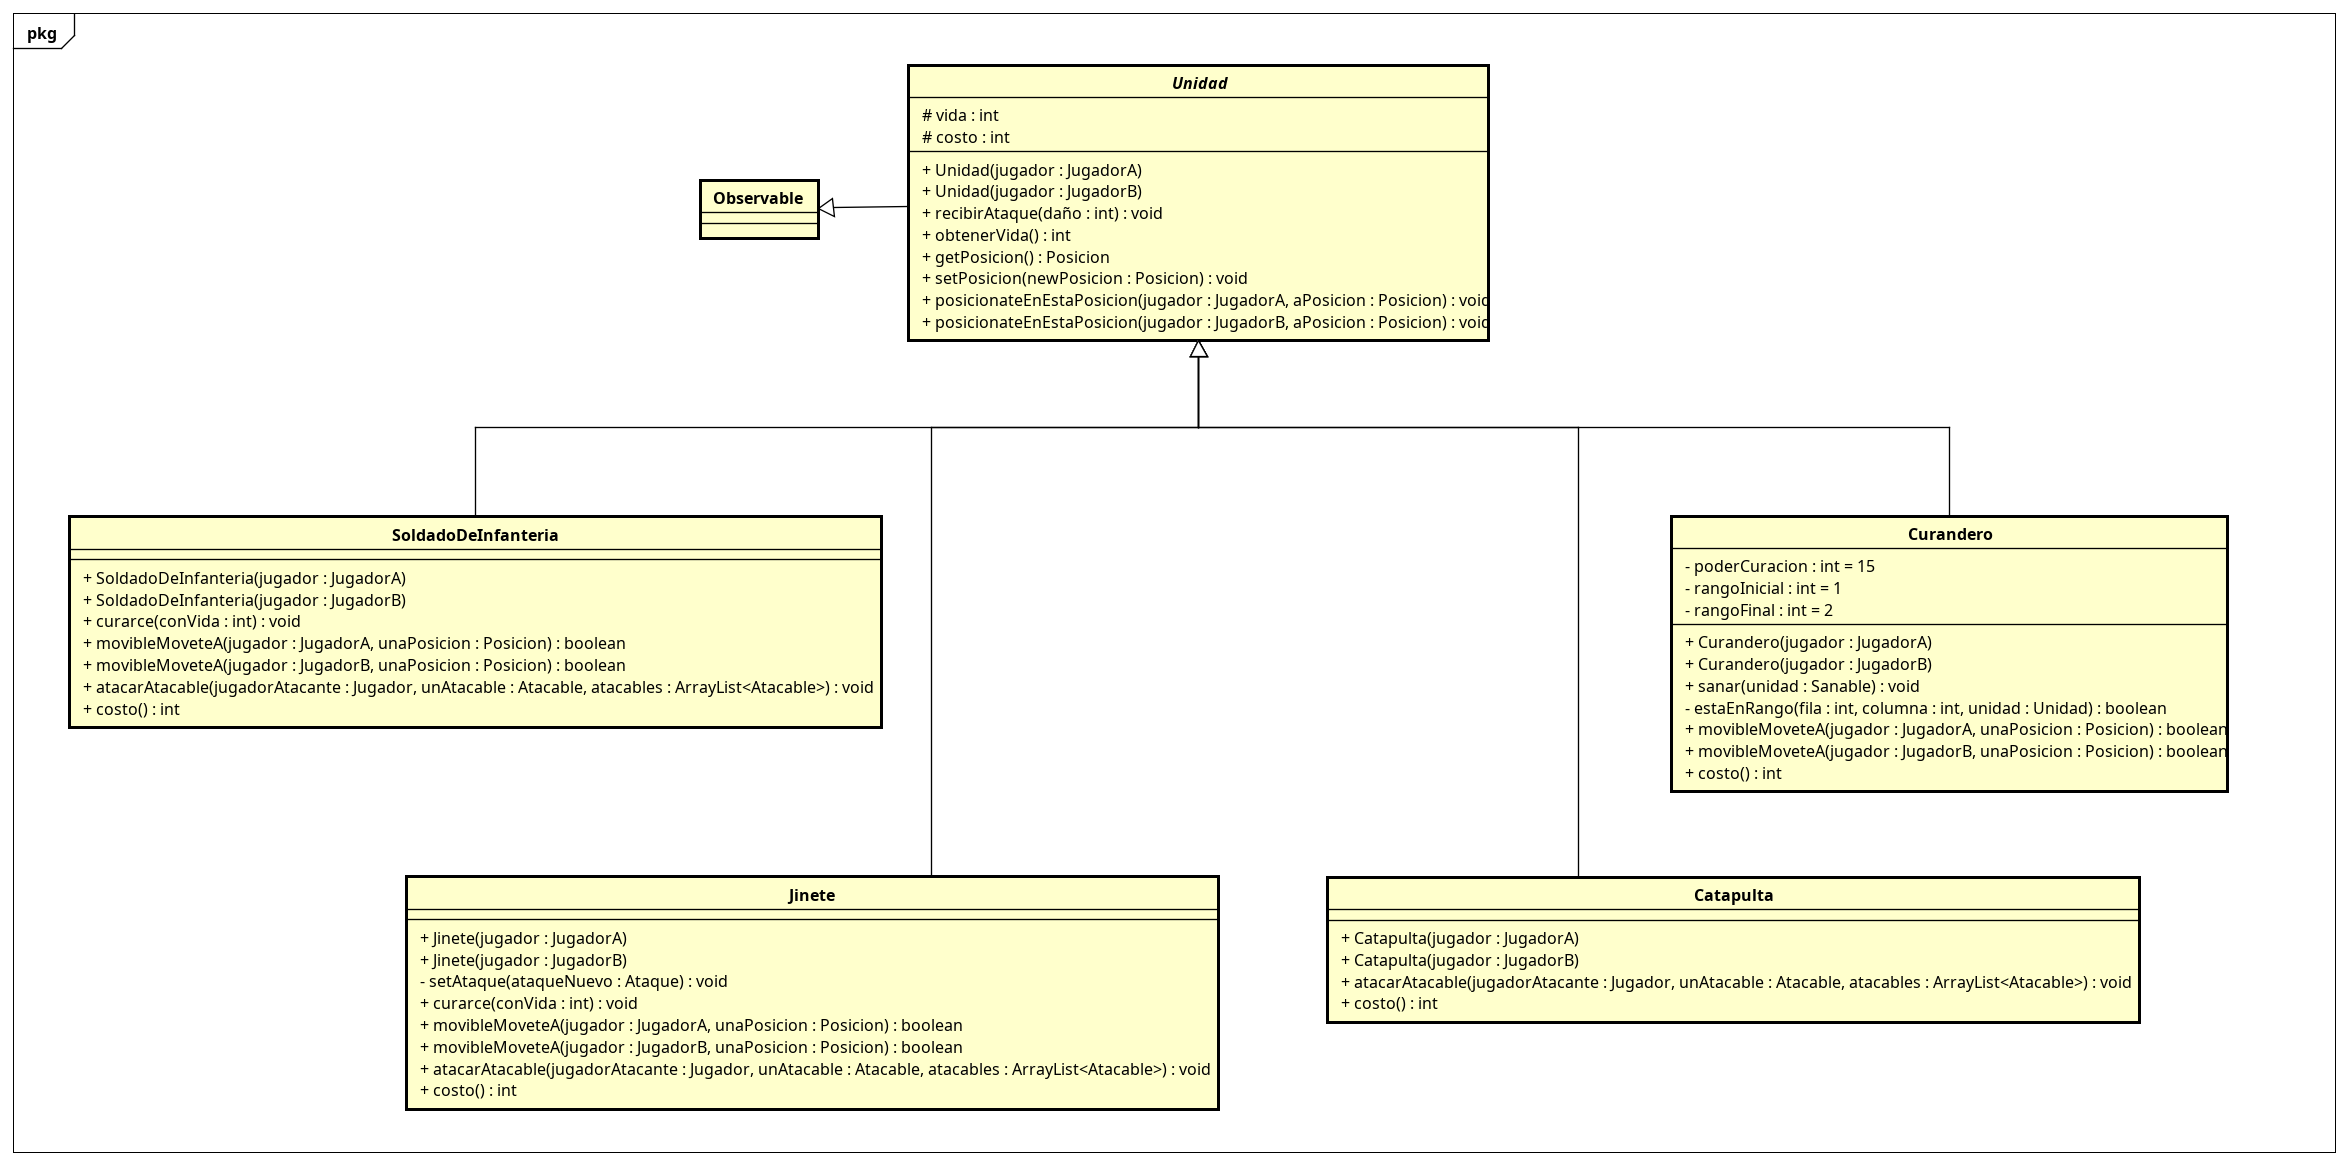 pkg
Unidad
# vida : int
# costo : int
+ Unidad(jugador : JugadorA)
+ Unidad(jugador : JugadorB)
+ recibirAtaque(daño : int) : void
+ obtenerVida() : int
+ getPosicion() : Posicion
+ setPosicion(newPosicion : Posicion) : void
+ posicionateEnEstaPosicion(jugador : JugadorA, aPosicion : Posicion) : void
+ posicionateEnEstaPosicion(jugador : JugadorB, aPosicion : Posicion) : void
Observable
SoldadoDeInfanteria
+ SoldadoDeInfanteria(jugador : JugadorA)
+ SoldadoDeInfanteria(jugador : JugadorB)
+ curarce(conVida : int) : void
+ movibleMoveteA(jugador : JugadorA, unaPosicion : Posicion) : boolean
+ movibleMoveteA(jugador : JugadorB, unaPosicion : Posicion) : boolean
+ atacarAtacable(jugadorAtacante : Jugador, unAtacable : Atacable, atacables : ArrayList<Atacable>) : void
+ costo() : int
Curandero
- poderCuracion : int = 15
- rangoInicial : int = 1
- rangoFinal : int = 2
+ Curandero(jugador : JugadorA)
+ Curandero(jugador : JugadorB)
+ sanar(unidad : Sanable) : void
- estaEnRango(fila : int, columna : int, unidad : Unidad) : boolean
+ movibleMoveteA(jugador : JugadorA, unaPosicion : Posicion) : boolean
+ movibleMoveteA(jugador : JugadorB, unaPosicion : Posicion) : boolean
+ costo() : int
Jinete
+ Jinete(jugador : JugadorA)
+ Jinete(jugador : JugadorB)
- setAtaque(ataqueNuevo : Ataque) : void
+ curarce(conVida : int) : void
+ movibleMoveteA(jugador : JugadorA, unaPosicion : Posicion) : boolean
+ movibleMoveteA(jugador : JugadorB, unaPosicion : Posicion) : boolean
+ atacarAtacable(jugadorAtacante : Jugador, unAtacable : Atacable, atacables : ArrayList<Atacable>) : void
+ costo() : int
Catapulta
+ Catapulta(jugador : JugadorA)
+ Catapulta(jugador : JugadorB)
+ atacarAtacable(jugadorAtacante : Jugador, unAtacable : Atacable, atacables : ArrayList<Atacable>) : void
+ costo() : int